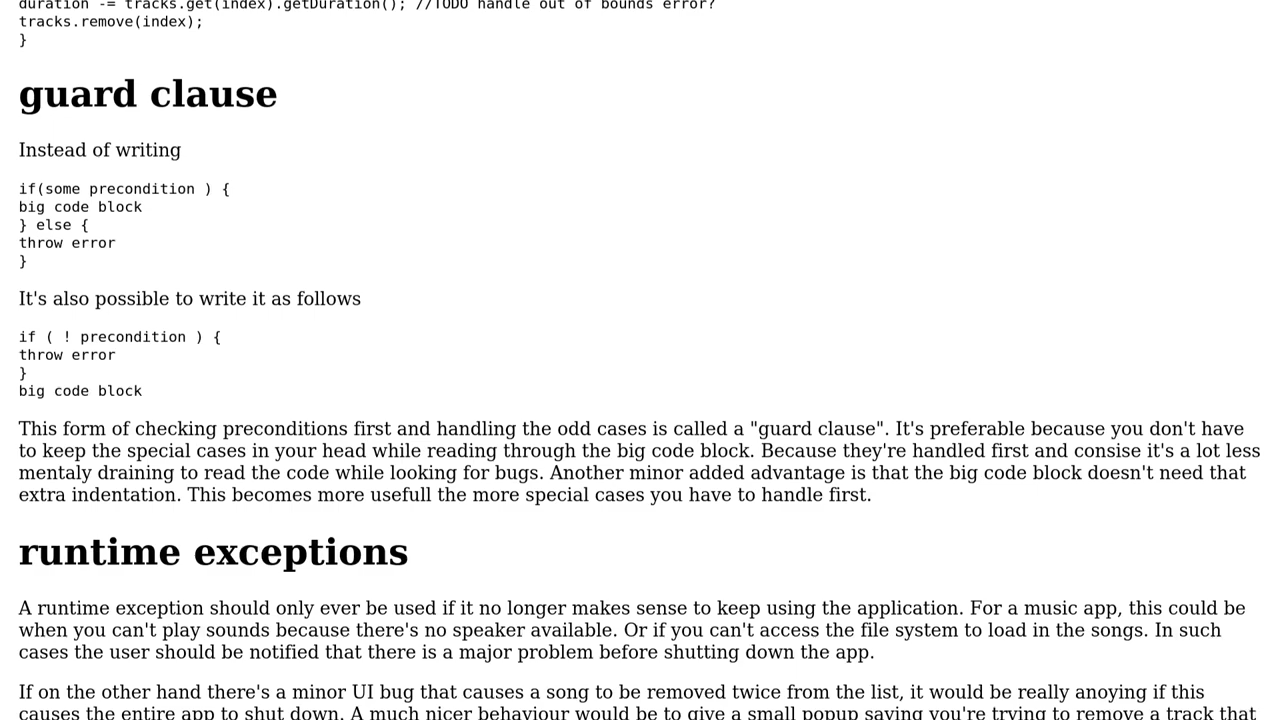 duration -= tracks.get(index).getDuration(); //TODO handle out of bounds error?
tracks.remove(index);
}
guard clause
Instead of writing
if(some precondition ) {
big code block
} else {
throw error
}
It's also possible to write it as follows
if ( ! precondition ) {
throw error
}
big code block
This form of checking preconditions first and handling the odd cases is called a "guard clause". It's preferable because you don't have
to keep the special cases in your head while reading through the big code block. Because they're handled first and consise it's a lot less
mentaly draining to read the code while looking for bugs. Another minor added advantage is that the big code block doesn't need that
extra indentation. This becomes more usefull the more special cases you have to handle first.
runtime exceptions
A runtime exception should only ever be used if it no longer makes sense to keep using the application. For a music app, this could be
when you can't play sounds because there's no speaker available. Or if you can't access the file system to load in the songs. In such
cases the user should be notified that there is a major problem before shutting down the app.
If on the other hand there's a minor UI bug that causes a song to be removed twice from the list, it would be really anoying if this
causes the entire app to shut down. A much nicer behaviour would be to give a small popup saying you're trying to remove a track that